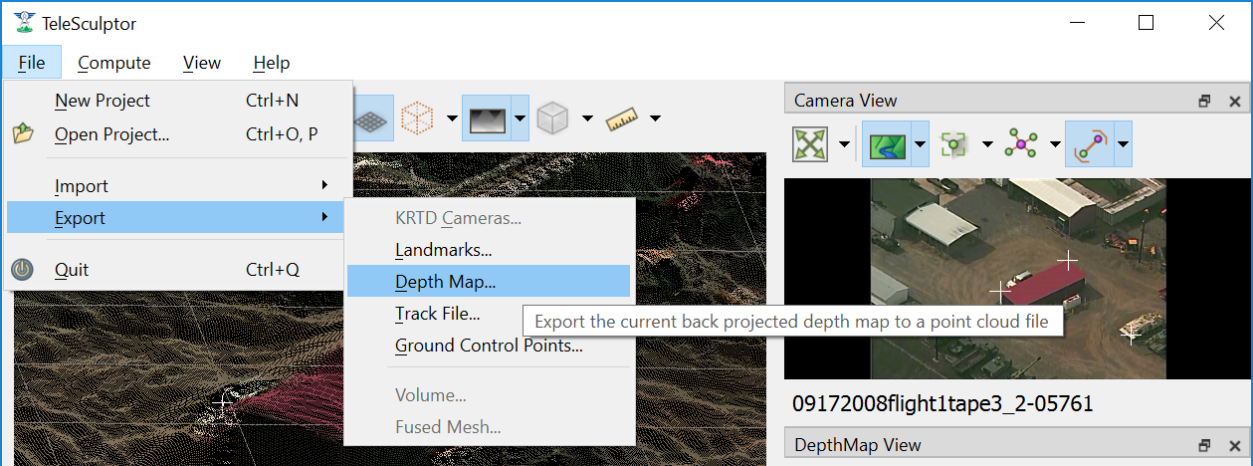 TeleSculptor
File Compute View Help
New Project Ctrl+N
Open Project... Ctrl+O, P
Import
Export
Quit Ctrl+Q
KRTD Cameras...
Landmarks...
Depth Map...
Track File...
Ground Control Points...
Volume...
Fused Mesh...
Export the current back projected depth map to a point cloud file
Camera View
09172008flight1tape3_2-05761
DepthMap View